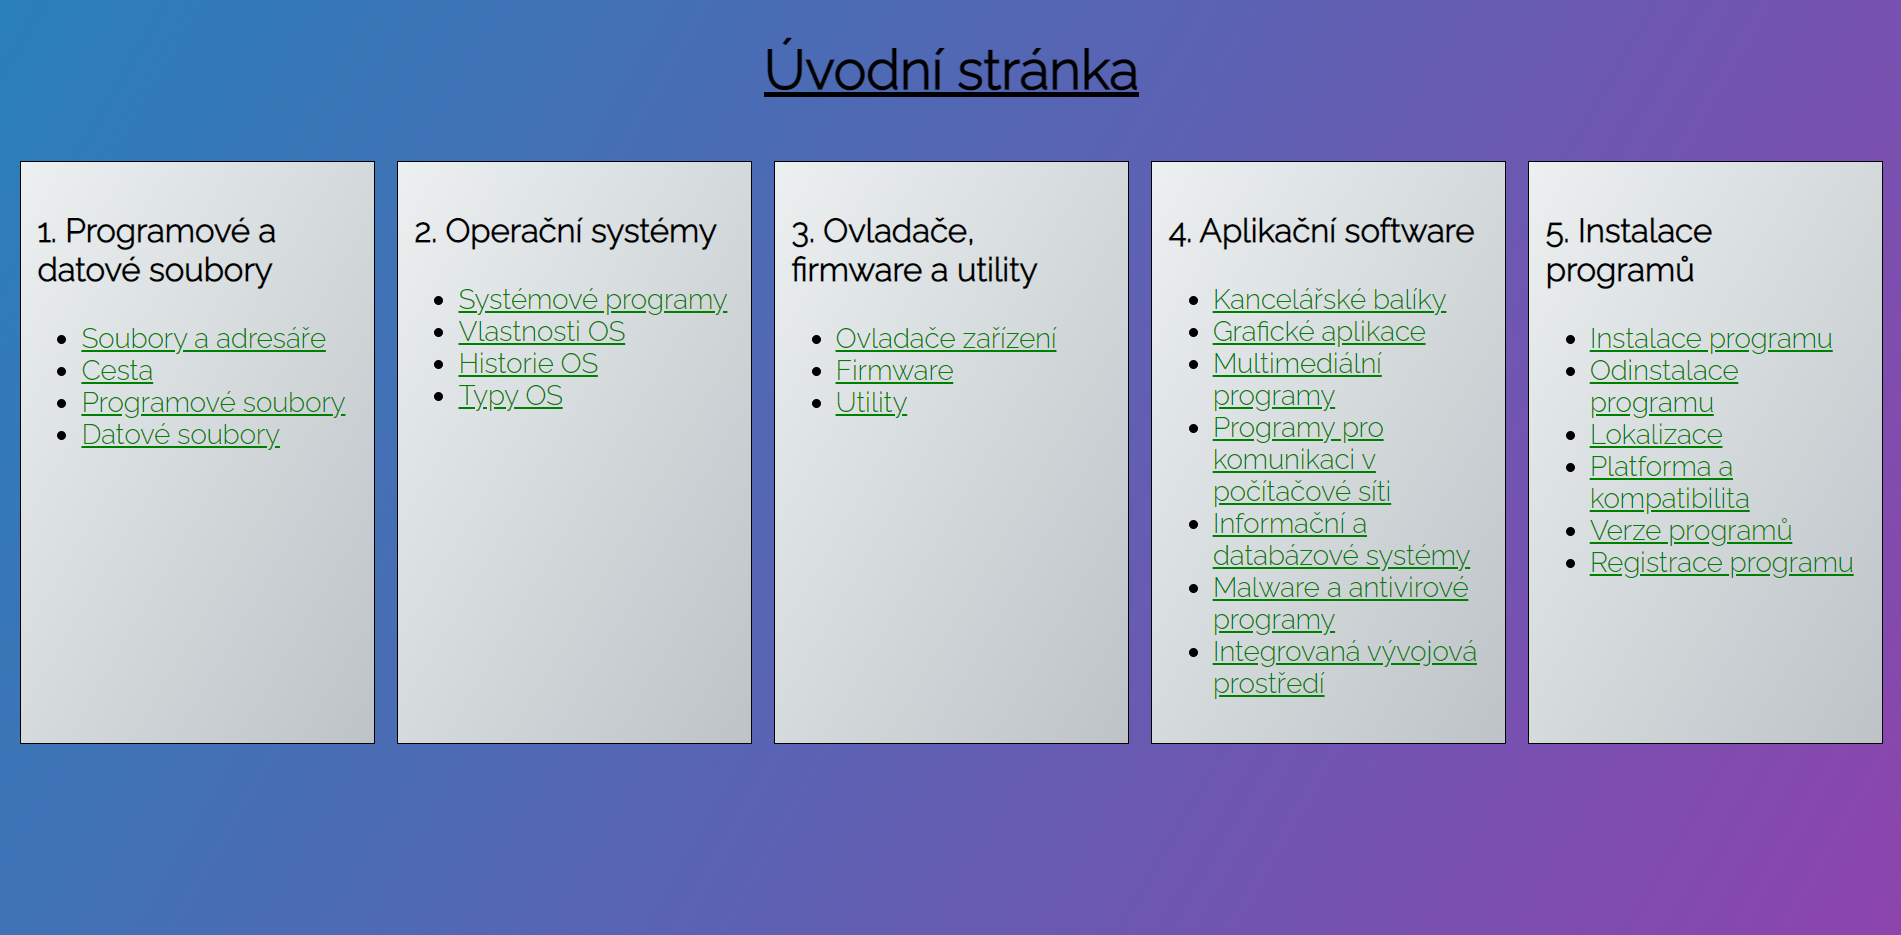 Úvodní stránka
1. Programové a
datové soubory
Soubory a adresáře
Cesta
Programové soubory
Datové soubory
2. Operační systémy
Systémové programy
Vlastnosti OS
Historie OS
Typy OS
3. Ovladače,
firmware a utility
Ovladače zařízení
Firmware
Utility
4. Aplikační software
Kancelářské balíky
Grafické aplikace
Multimediální
programy
Programy pro
komunikaci v
počítačové síti
Informační a
databázové systémy
Malware a antivirové
programy
Integrovaná vývojová
prostředí
5. Instalace
programů
Instalace programu
Odinstalace
programu
Lokalizace
Platforma a
kompatibilita
Verze programů
Registrace programu